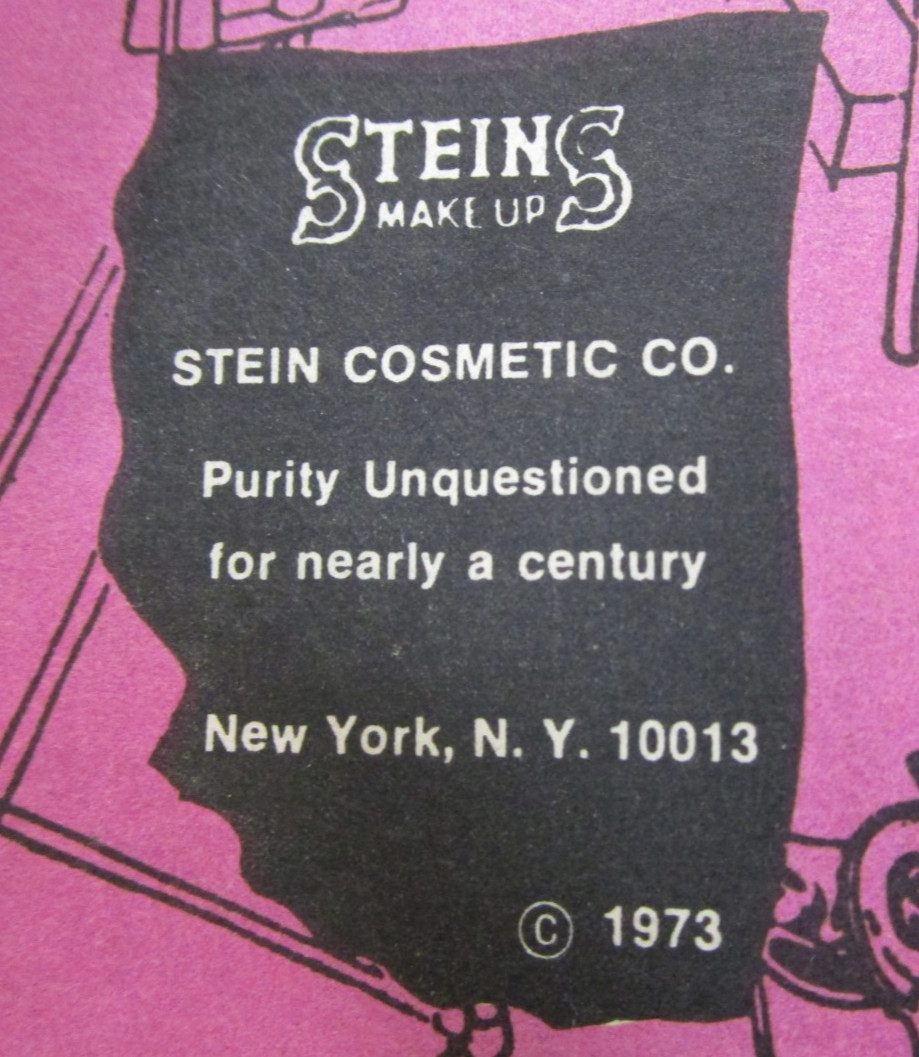 STEINS
MAKE UP
STEIN COSMETIC CO.
Purity Unquestioned
for nearly a century
New York, N. Y. 10013
© 1973